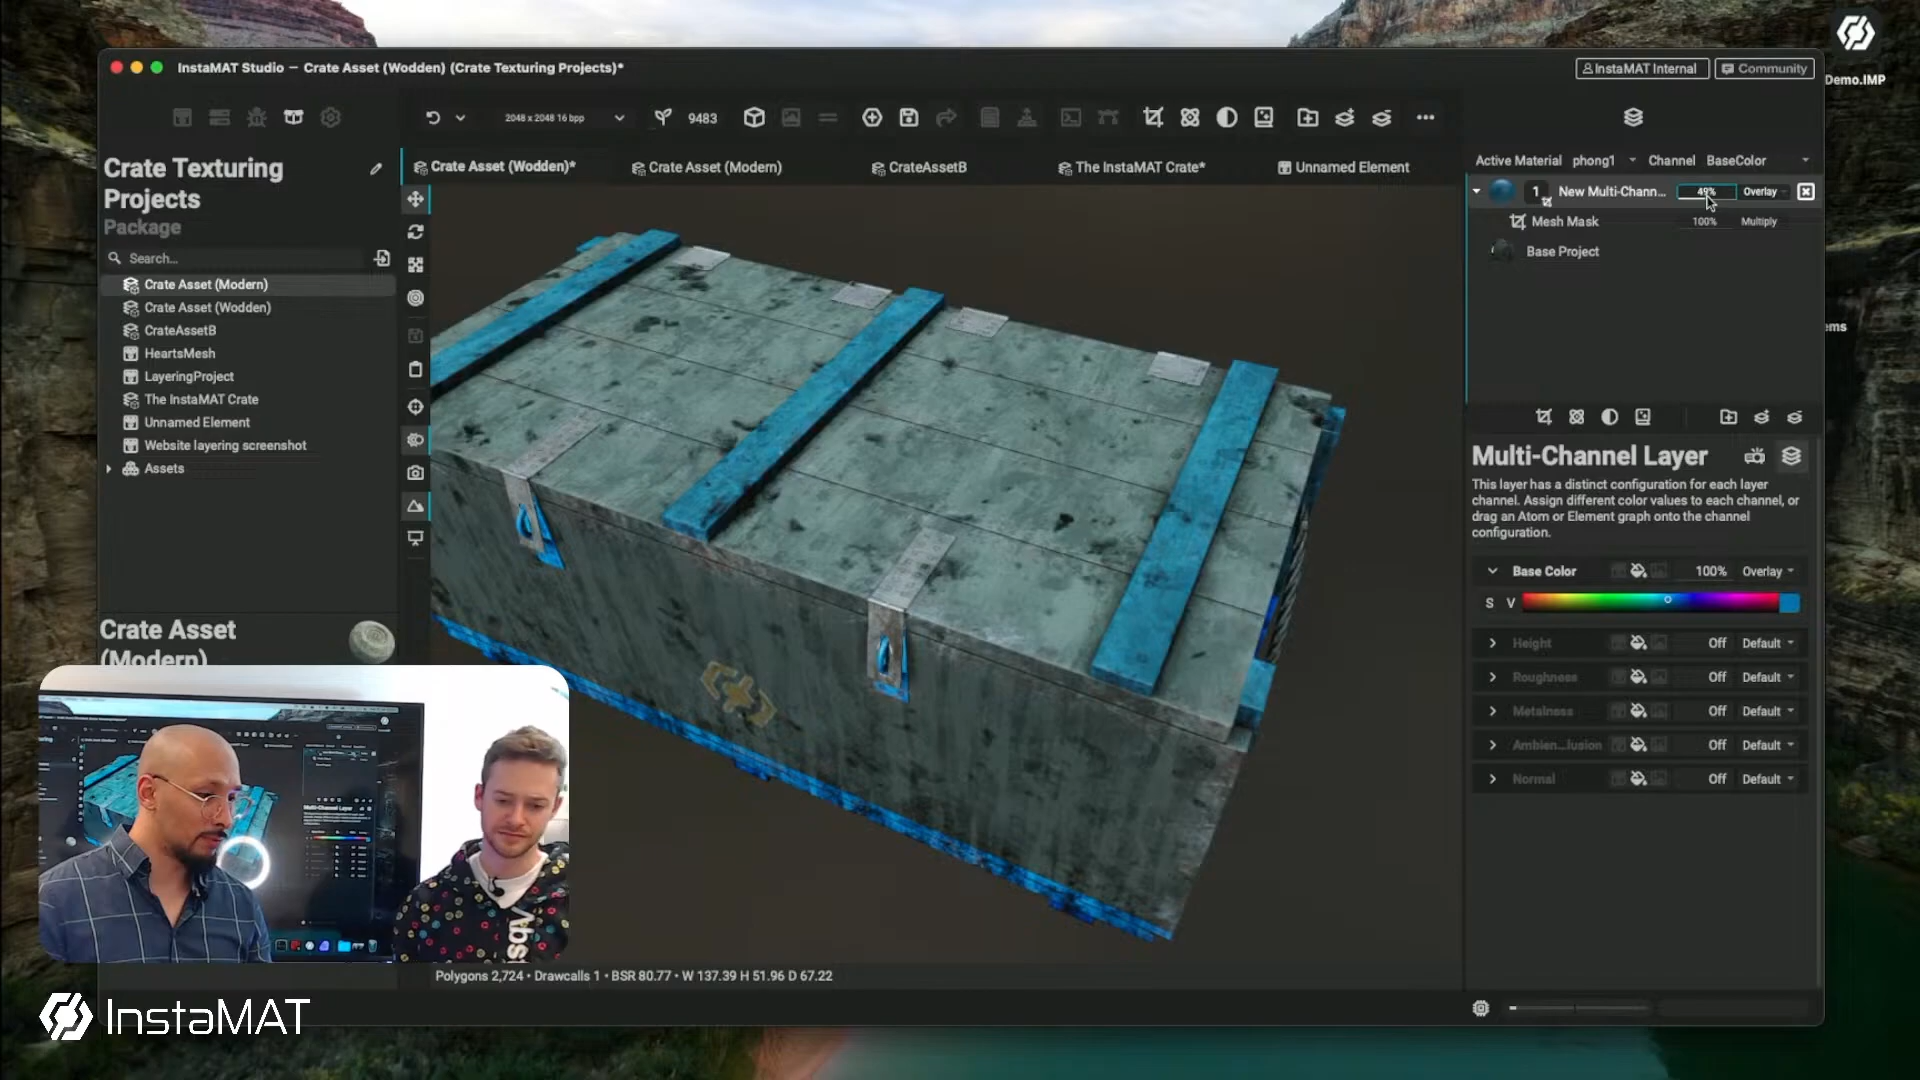 InstaMAT Studio – Crate Asset (Wodden) (Crate Texturing Projects)*
InstaMAT Internal
Community
Demo.IMP
2048 x 2048 16 bpp
9483
Crate Texturing
Projects
Package
Search...
Crate Asset (Modern)
Crate Asset (Wodden)
CrateAssetB
HeartsMesh
LayeringProject
The InstaMAT Crate
Unnamed Element
Website layering screenshot
Assets
Crate Asset
(Modern)
Crate Asset (Wodden)*
Crate Asset (Modern)
CrateAssetB
The InstaMAT Crate*
Unnamed Element
Active Material phong1 Channel BaseColor
1 New Multi-Chann... 49% Overlay
Mesh Mask 100% Multiply
Base Project
ems
Multi-Channel Layer
This layer has a distinct configuration for each layer
channel. Assign different color values to each channel, or
drag an Atom or Element graph onto the channel
configuration.
Base Color 100% Overlay
S V
Height Off Default
Roughness Off Default
Metalness Off Default
Ambien...lusion Off Default
Normal Off Default
Polygons 2,724 • Drawcalls 1 • BSR 80.77 • W 137.39 H 51.96 D 67.22
InstaMAT